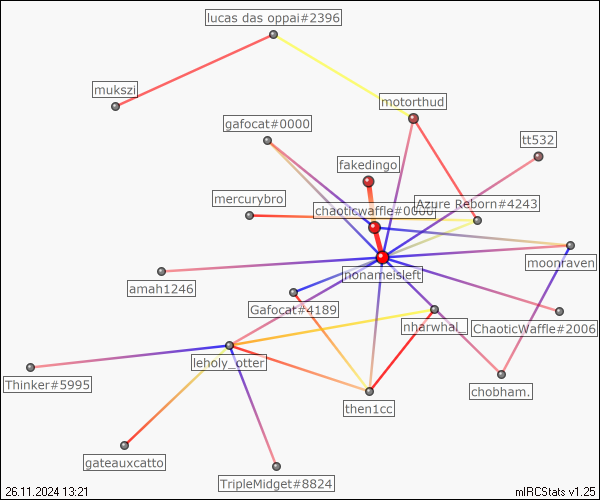 lucas das oppai#2396
mukszi
motorthud
gafocat#0000
tt532
fakedingo
mercurybro
Azure Reborn#4243
chaoticwaffle#0000
moonraven
nonameisleft
amah1246
Gafocat#4189
nharwhal_
ChaoticWaffle#2006
leholy_otter
Thinker#5995
chobham.
then1cc
gateauxcatto
TripleMidget#8824
26.11.2024 13:21
mIRCStats v1.25